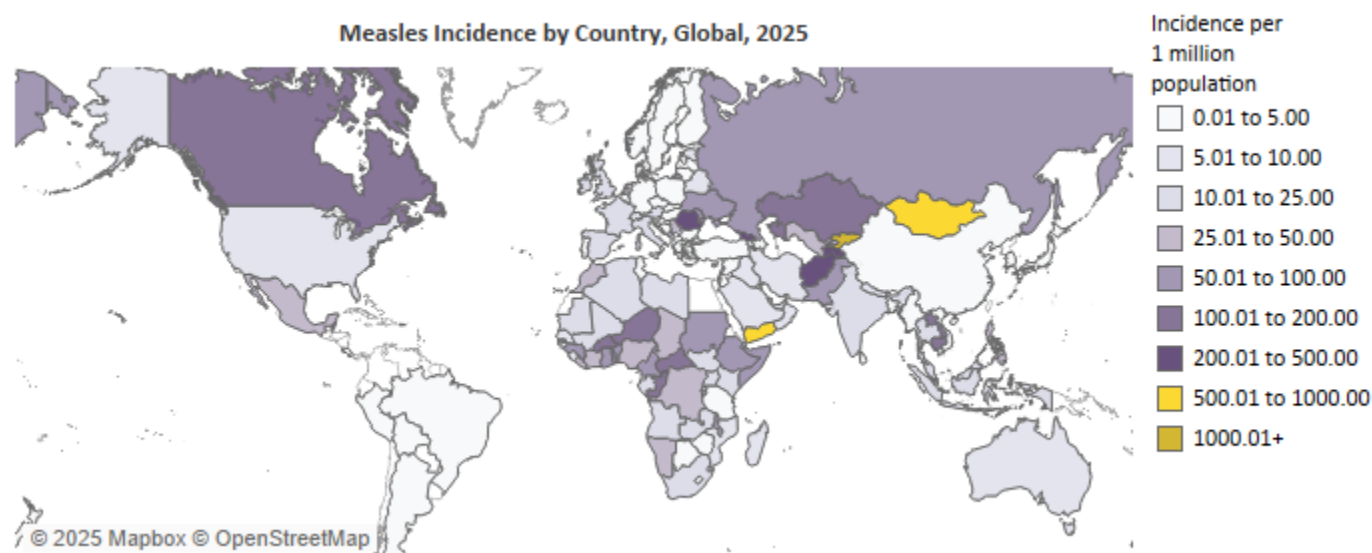 Measles Incidence by Country, Global, 2025
Incidence per
1 million
population
0.01 to 5.00
5.01 to 10.00
10.01 to 25.00
25.01 to 50.00
50.01 to 100.00
100.01 to 200.00
200.01 to 500.00
500.01 to 1000.00
1000.01+
© 2025 Mapbox © OpenStreetMap